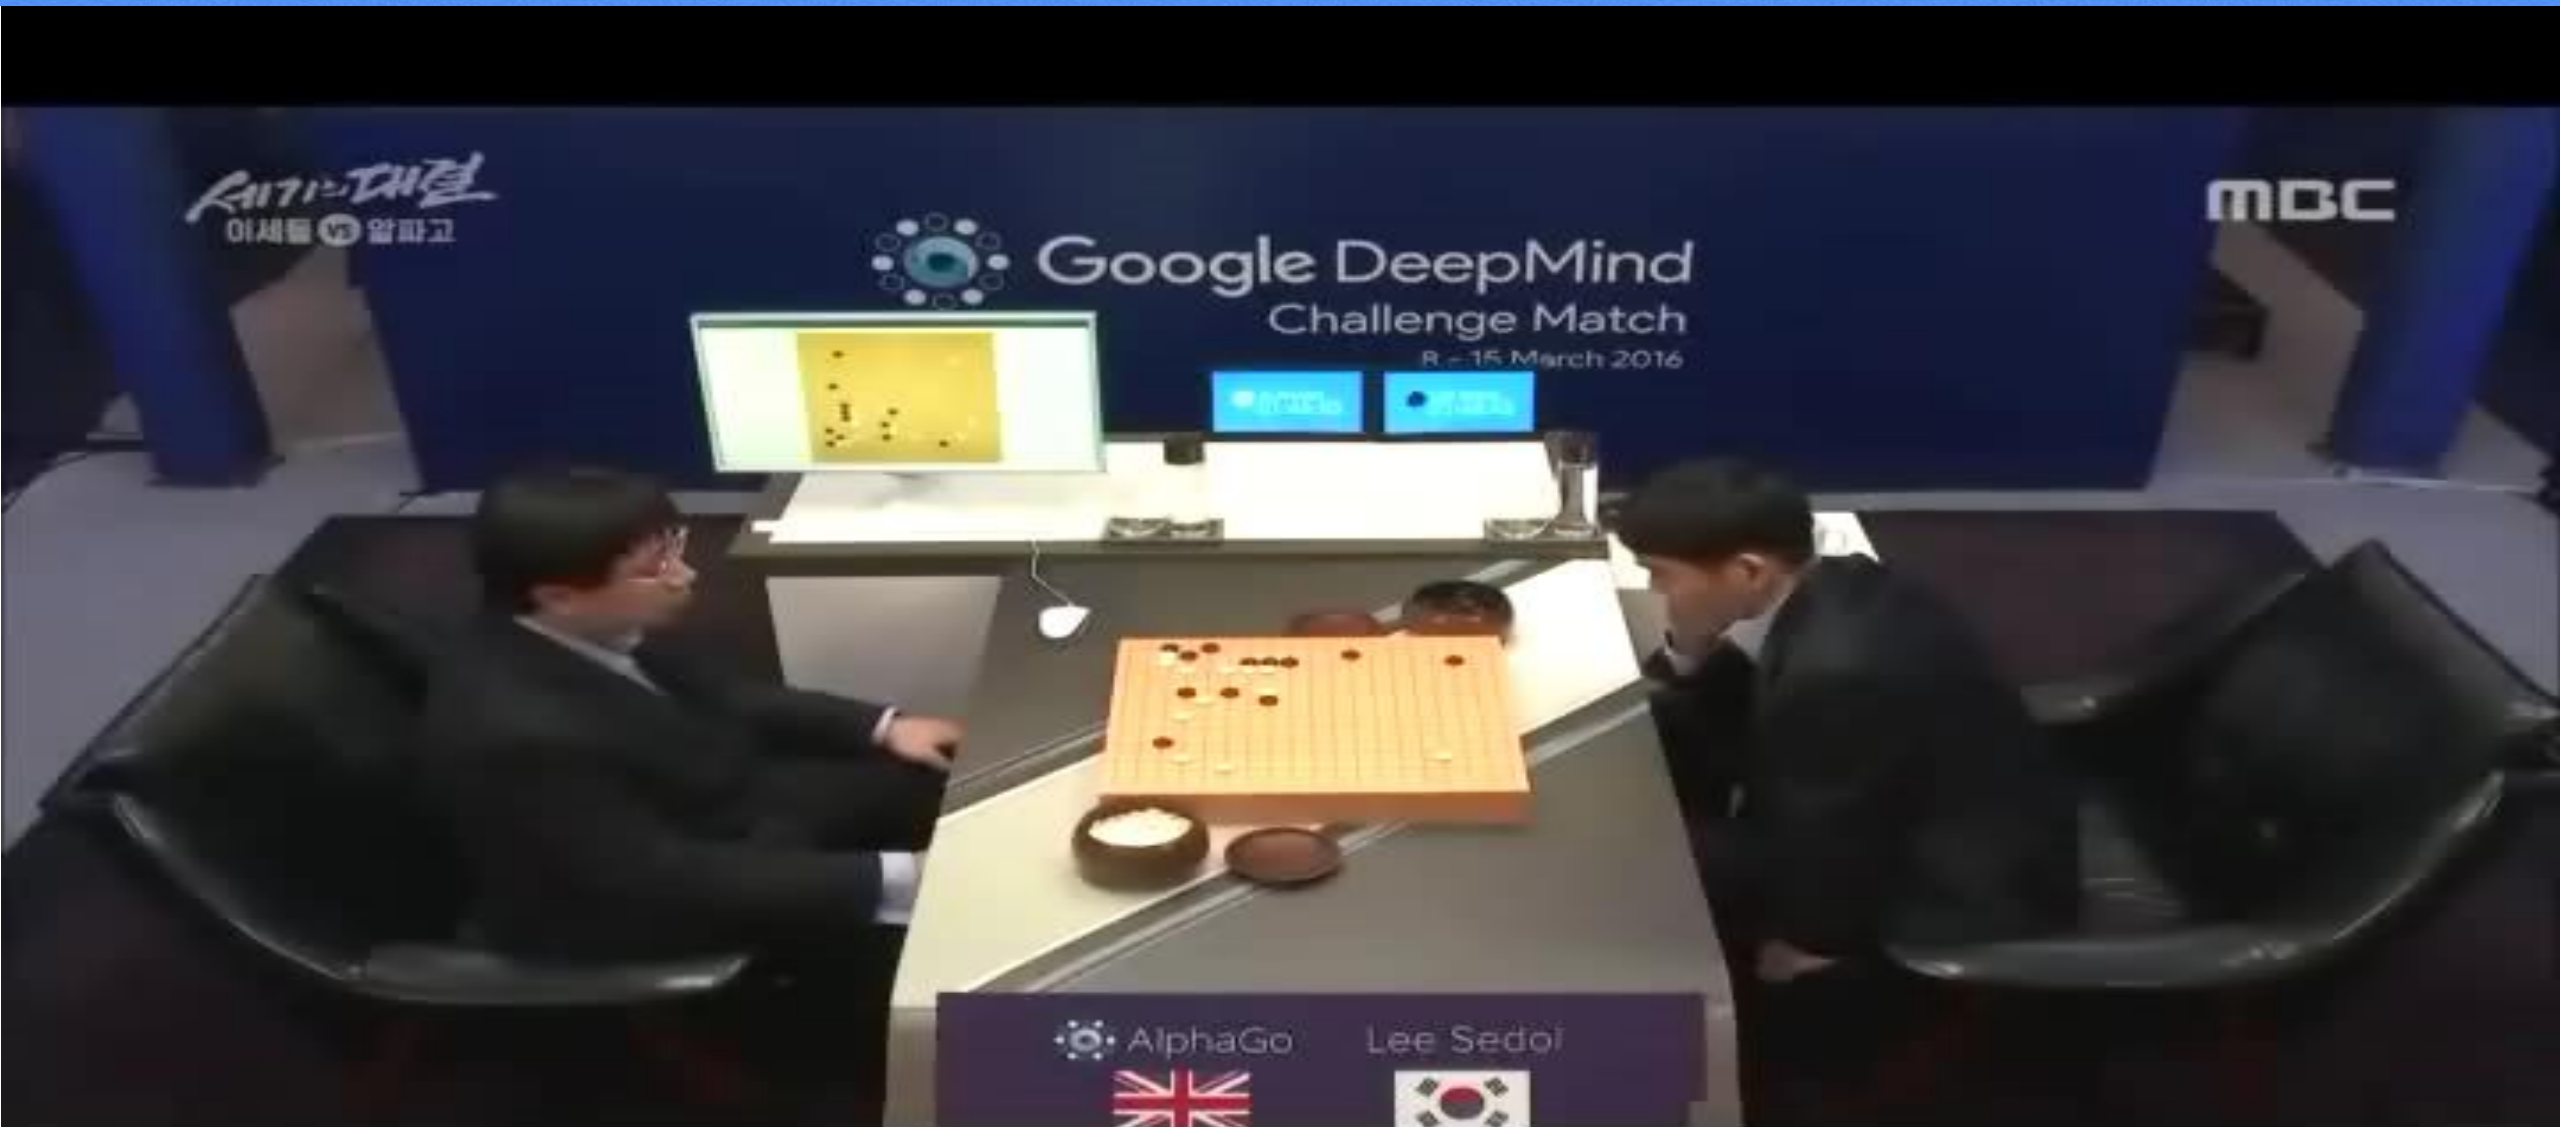 세기의대결
이세돌 VS 알파고
MBC
Google DeepMind
Challenge Match
8 - 15 March 2016
AlphaGo
Lee Sedol